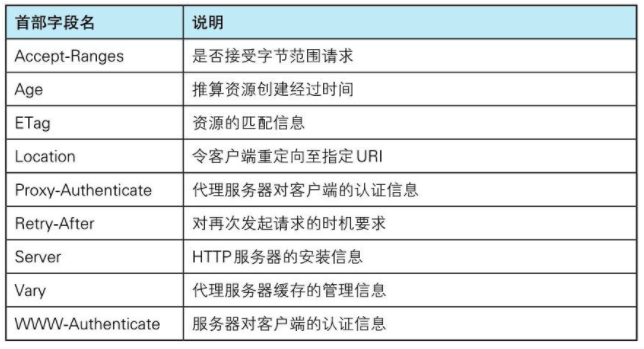 首部字段名 说明
Accept-Ranges 是否接受字节范围请求
Age 推算资源创建经过时间
ETag 资源的匹配信息
Location 令客户端重定向至指定URI
Proxy-Authenticate 代理服务器对客户端的认证信息
Retry-After 对再次发起请求的时机要求
Server HTTP服务器的安装信息
Vary 代理服务器缓存的管理信息
WWW-Authenticate 服务器对客户端的认证信息